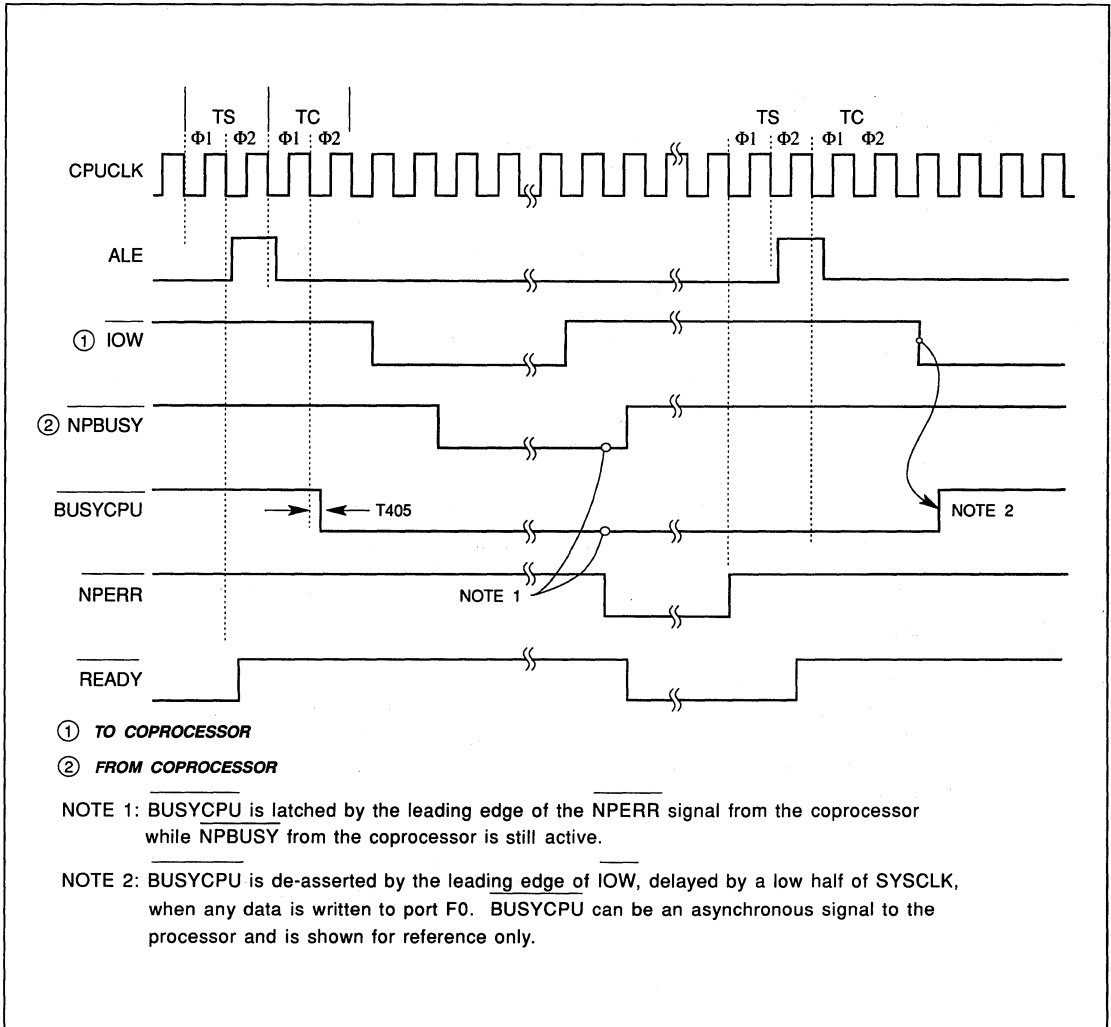 TS TC TS TC
Φ1 Φ2 Φ1 Φ2 Φ1 Φ2 Φ1 Φ2
CPUCLK
ALE
① IOW
② NPBUSY
BUSYCPU
T405
NOTE 2
NPERR
NOTE 1
READY
① TO COPROCESSOR
② FROM COPROCESSOR
NOTE 1: BUSYCPU is latched by the leading edge of the NPERR signal from the coprocessor
while NPBUSY from the coprocessor is still active.
NOTE 2: BUSYCPU is de-asserted by the leading edge of IOW, delayed by a low half of SYSCLK,
when any data is written to port F0. BUSYCPU can be an asynchronous signal to the
processor and is shown for reference only.